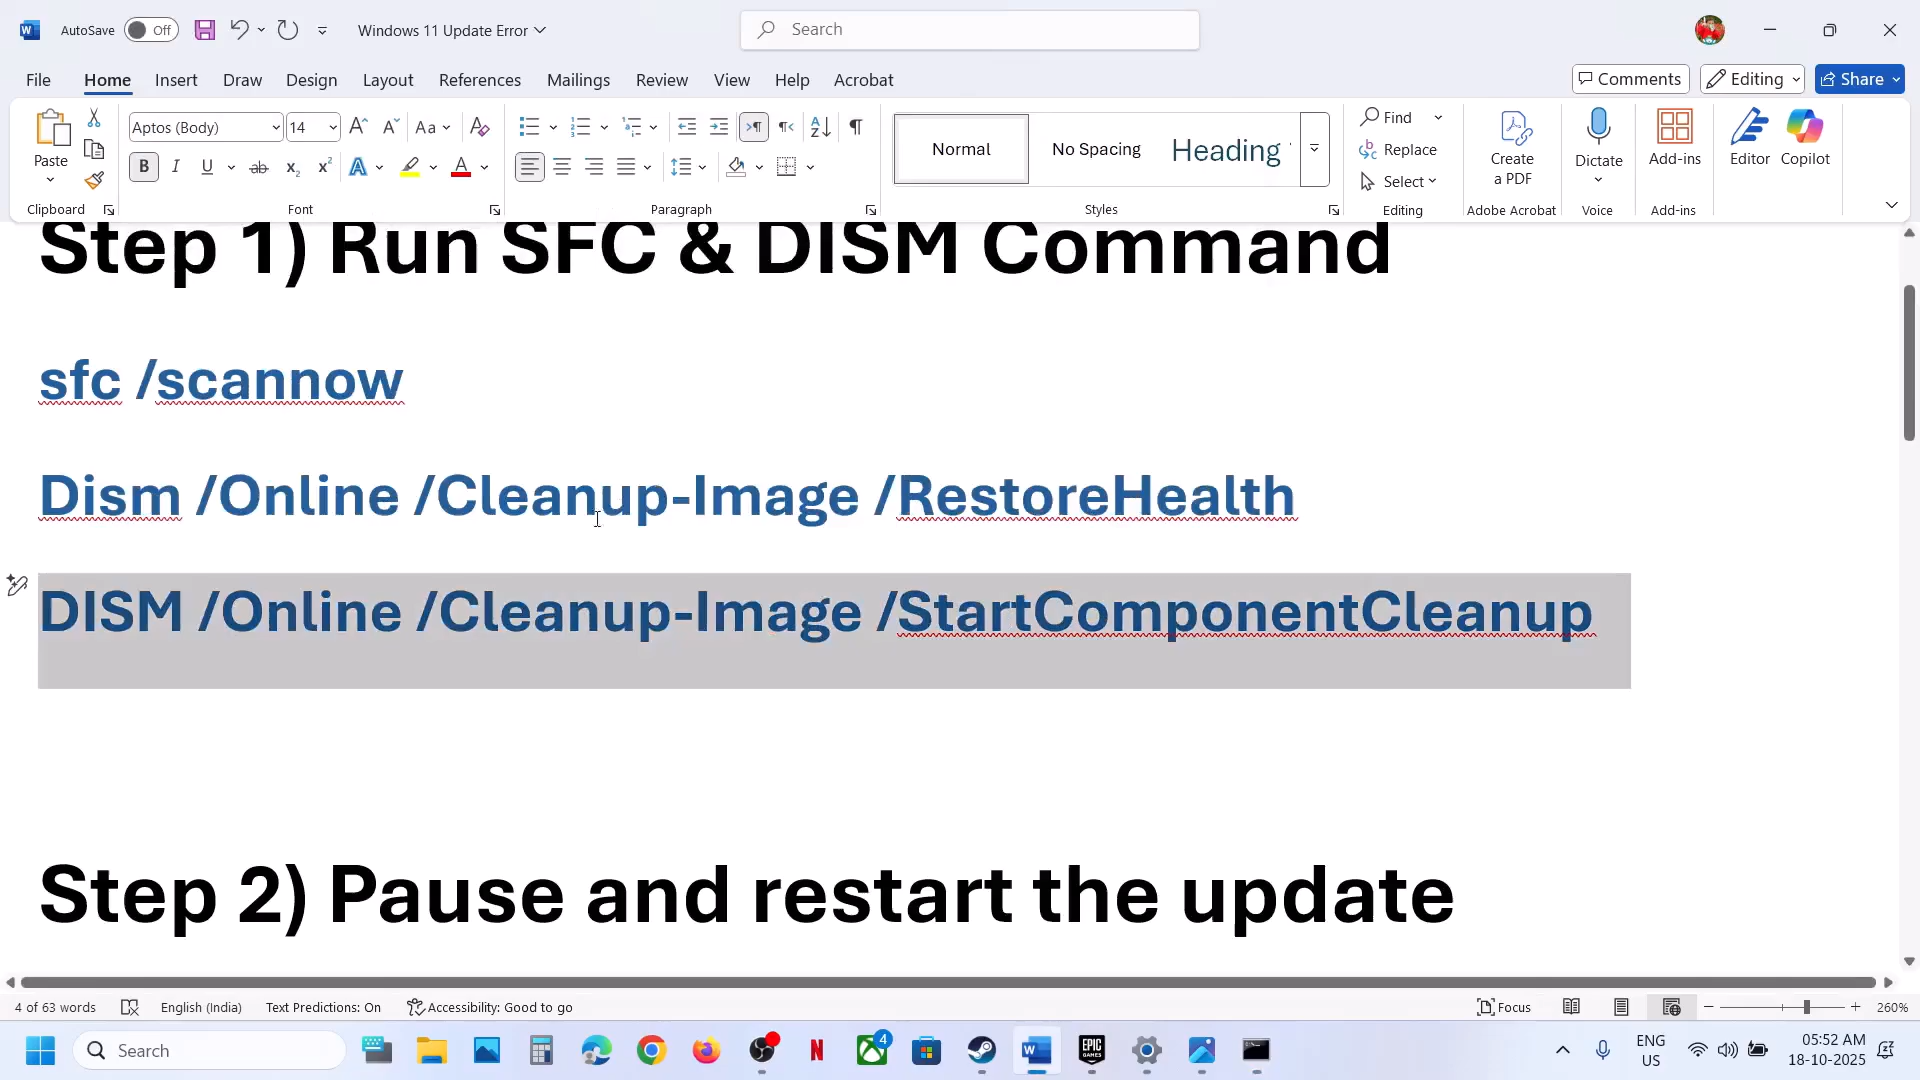 AutoSave
Off
Windows 11 Update Error
Search
File
Home
Insert
Draw
Design
Layout
References
Mailings
Review
View
Help
Acrobat
Comments
Editing
Share
Paste
Aptos (Body)
14
Aa
B I U ab x₂ x² A A
Normal
No Spacing
Heading
Find
Replace
Select
Create
a PDF
Dictate
Add-ins
Editor
Copilot
Clipboard
Font
Paragraph
Styles
Editing
Adobe Acrobat
Voice
Add-ins
Step 1) Run SFC & DISM Command
sfc /scannow
Dism /Online /Cleanup-Image /RestoreHealth
DISM /Online /Cleanup-Image /StartComponentCleanup
Step 2) Pause and restart the update
4 of 63 words
English (India)
Text Predictions: On
Accessibility: Good to go
Focus
260%
Search
4
ENG
US
05:52 AM
18-10-2025